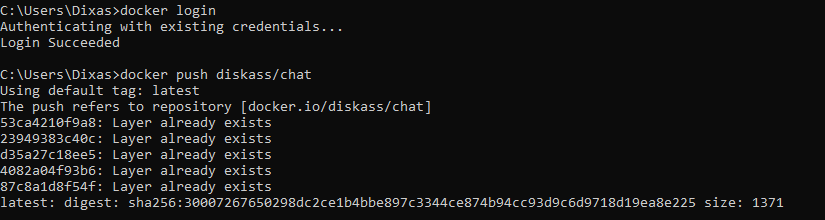 C:\Users\Dixas>docker login
Authenticating with existing credentials...
Login Succeeded
C:\Users\Dixas>docker push diskass/chat
Using default tag: latest
The push refers to repository [docker.io/diskass/chat]
53ca4210f9a8: Layer already exists
23949383c40c: Layer already exists
d35a27c18ee5: Layer already exists
4082a04f93b6: Layer already exists
87c8a1d8f54f: Layer already exists
latest: digest: sha256:30007267650298dc2ce1b4bbe897c3344ce874b94cc93d9c6d9718d19ea8e225 size: 1371